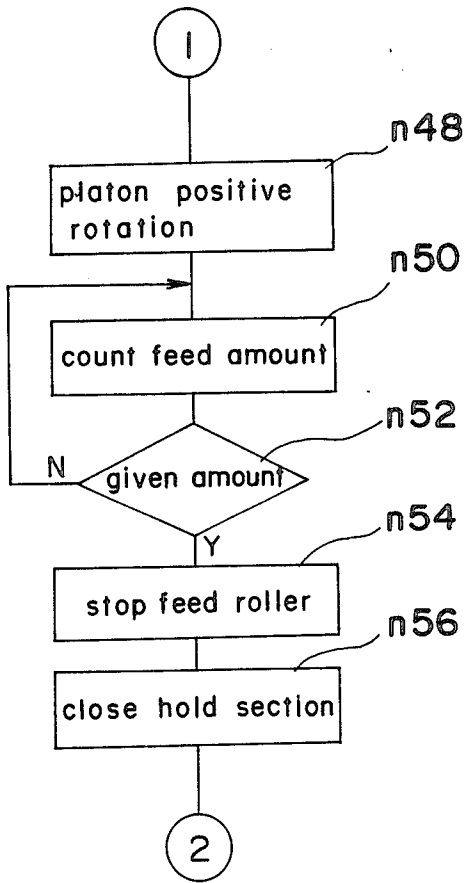 1
n48
platon positive
rotation
n50
count feed amount
n52
N
given amount
Y
n54
stop feed roller
n56
close hold section
2